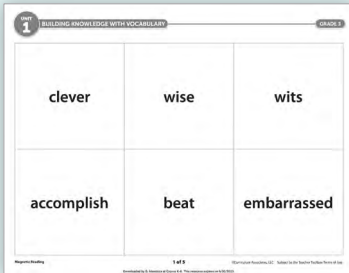 UNIT
1
BUILDING KNOWLEDGE WITH VOCABULARY
GRADE 3
clever wise wits
accomplish beat embarrassed
Magnetic Reading
1 of 5